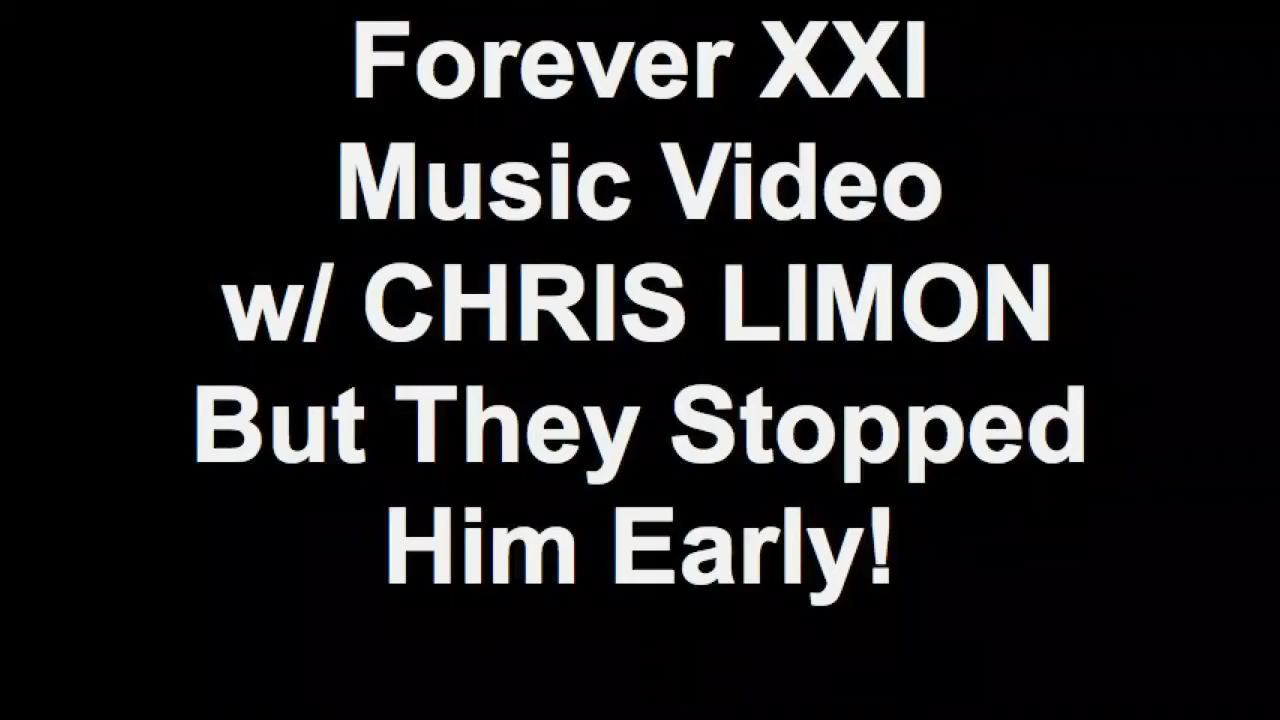 Forever XXI
Music Video
w/ CHRIS LIMON
But They Stopped
Him Early!